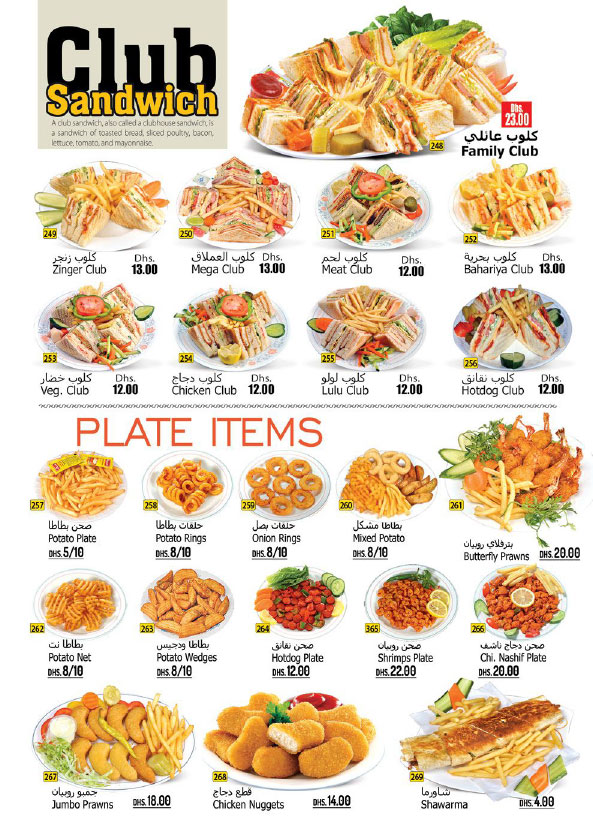 Club
Sandwich
A club sandwich, also called a clubhouse sandwich, is
a sandwich of toasted bread, sliced poultry, bacon,
lettuce, tomato, and mayonnaise.
Dhs.
23.00
248
كلوب عائلي
Family Club
249
كلوب زنجر
Zinger Club
Dhs.
13.00
250
كلوب العملاق
Mega Club
Dhs.
13.00
251
كلوب لحم
Meat Club
Dhs.
12.00
252
كلوب بحرية
Bahariya Club
Dhs.
13.00
253
كلوب خضار
Veg. Club
Dhs.
12.00
254
كلوب دجاج
Chicken Club
Dhs.
12.00
255
كلوب لولو
Lulu Club
Dhs.
12.00
256
كلوب نقانق
Hotdog Club
Dhs.
12.00
PLATE ITEMS
257
صحن بطاطا
Potato Plate
DHS.5/10
258
حلقات بطاطا
Potato Rings
DHS.8/10
259
حلقات بصل
Onion Rings
DHS.8/10
260
بطاطا مشكل
Mixed Potato
DHS.8/10
261
بترفلاي روبيان
Butterfly Prawns
DHS.20.00
262
بطاطا نت
Potato Net
DHS.8/10
263
بطاطا ودجيس
Potato Wedges
DHS.8/10
264
صحن نقانق
Hotdog Plate
DHS.12.00
365
صحن روبيان
Shrimps Plate
DHS.22.00
266
صحن دجاج ناشف
Chi. Nashif Plate
DHS.20.00
267
جمبو روبيان
Jumbo Prawns
DHS.18.00
268
قطع دجاج
Chicken Nuggets
DHS.14.00
269
شاورما
Shawarma
DHS.4.00